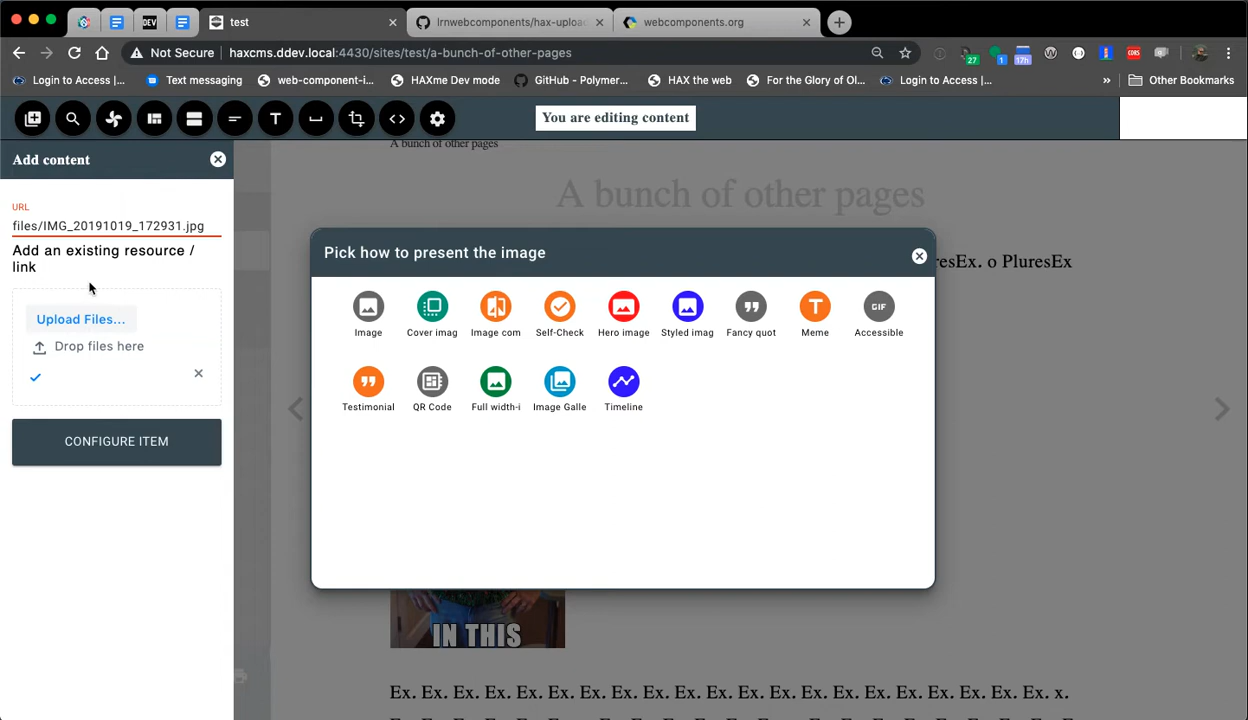 DEV
test
lrnwebcomponents/hax-uploa
webcomponents.org
Not Secure
haxcms.ddev.local:4430/sites/test/a-bunch-of-other-pages
27
1
17h
CORS
Login to Access |...
Text messaging
web-component-i...
HAXme Dev mode
GitHub - Polymer...
HAX the web
For the Glory of Ol...
Login to Access |...
»
Other Bookmarks
You are editing content
Add content
A bunch of other pages
A bunch of other pages
URL
files/IMG_20191019_172931.jpg
Add an existing resource /
link
Upload Files...
Drop files here
CONFIGURE ITEM
Pick how to present the image
resEx. o PluresEx
Image
Cover imag
Image com
Self-Check
Hero image
Styled imag
Fancy quot
Meme
GIF
Accessible
Testimonial
QR Code
Full width-i
Image Galle
Timeline
IN THIS
Ex. Ex. Ex. Ex. Ex. Ex. Ex. Ex. Ex. Ex. Ex. Ex. Ex. Ex. Ex. Ex. Ex. Ex. Ex. Ex. Ex. x.